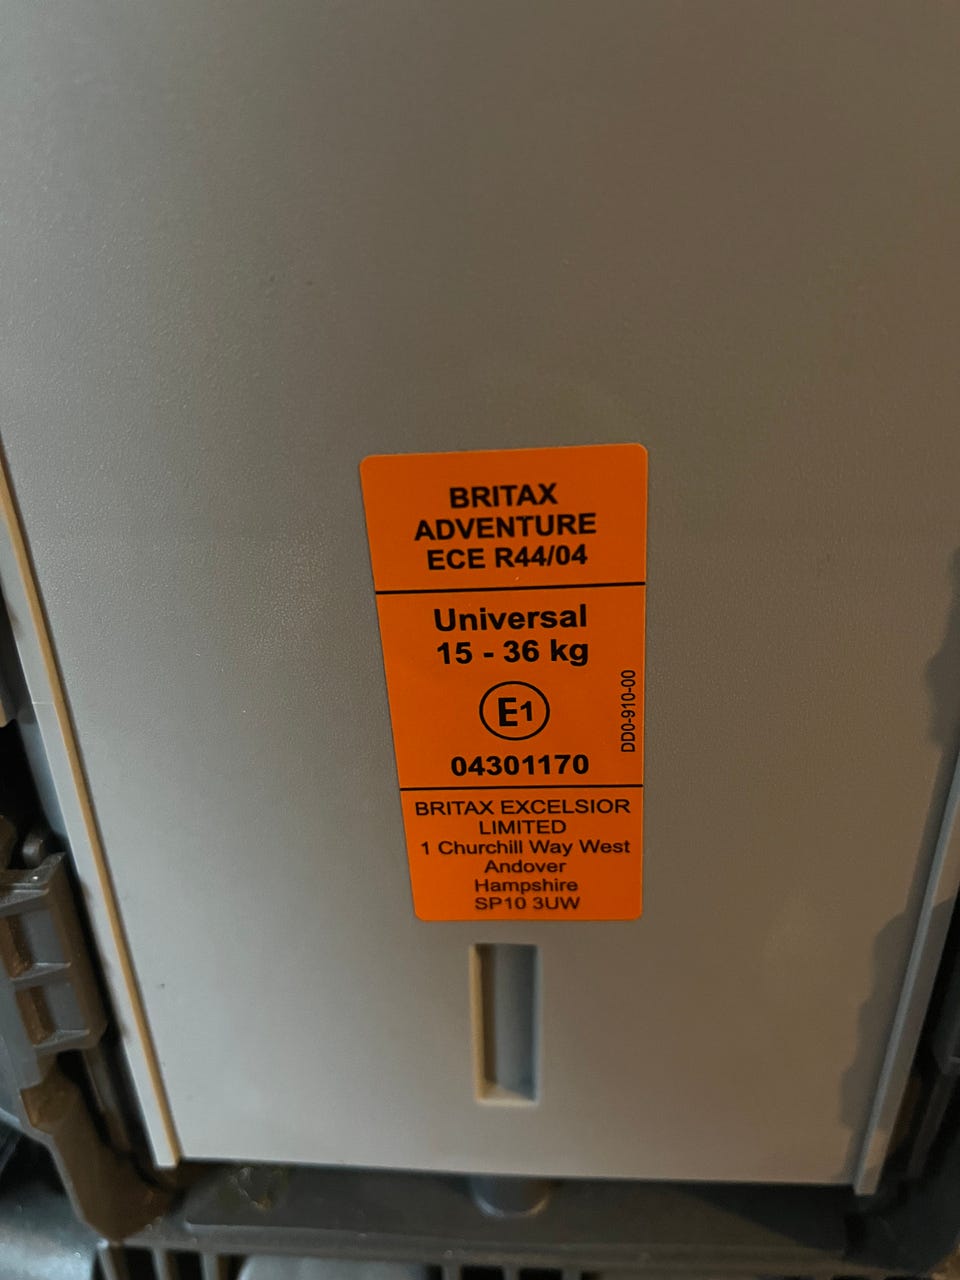 BRITAX
ADVENTURE
ECE R44/04
Universal
15 - 36 kg
E1
04301170
DD0-910-00
BRITAX EXCELSIOR
LIMITED
1 Churchill Way West
Andover
Hampshire
SP10 3UW